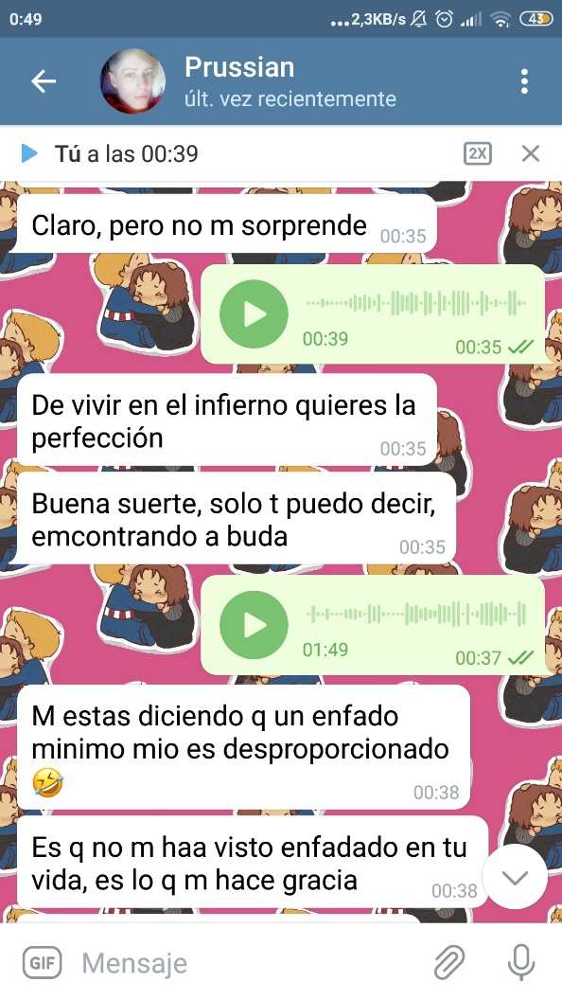 0:49
...2,3KB/s
43
Prussian
últ. vez recientemente
Tú a las 00:39
2X
Claro, pero no m sorprende
00:35
00:39
00:35
De vivir en el infierno quieres la
perfección
00:35
Buena suerte, solo t puedo decir,
emcontrando a buda
00:35
01:49
00:37
M estas diciendo q un enfado
minimo mio es desproporcionado
🤣
00:38
Es q no m haa visto enfadado en tu
vida, es lo q m hace gracia
00:38
GIF
Mensaje